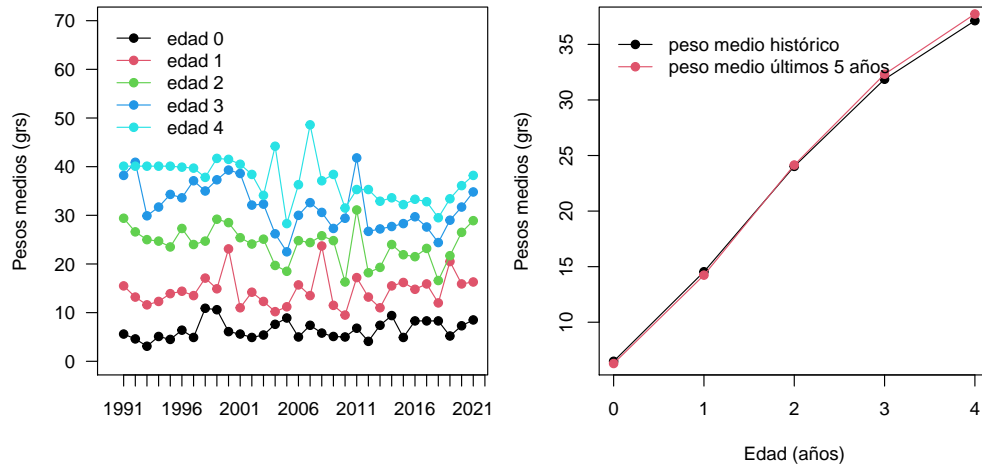 Pesos medios (grs)
70
60
50
40
30
20
10
0
edad 0
edad 1
edad 2
edad 3
edad 4
1991 1996 2001 2006 2011 2016 2021
Pesos medios (grs)
35
30
25
20
15
10
peso medio histórico
peso medio últimos 5 años
0 1 2 3 4
Edad (años)